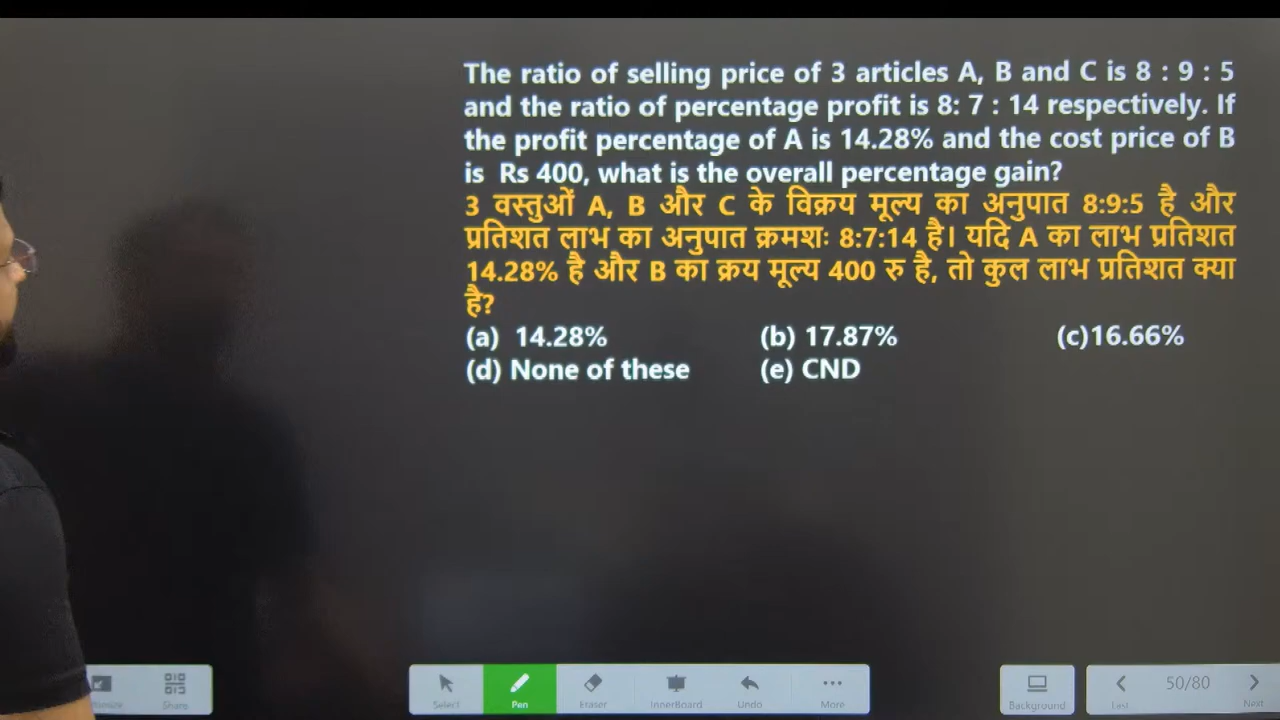 The ratio of selling price of 3 articles A, B and C is 8 : 9 : 5
and the ratio of percentage profit is 8: 7 : 14 respectively. If
the profit percentage of A is 14.28% and the cost price of B
is Rs 400, what is the overall percentage gain?
3 वस्तुओं A, B और C के विक्रय मूल्य का अनुपात 8:9:5 है और
प्रतिशत लाभ का अनुपात क्रमशः 8:7:14 है। यदि A का लाभ प्रतिशत
14.28% है और B का क्रय मूल्य 400 रु है, तो कुल लाभ प्रतिशत क्या
है?
(a) 14.28% (b) 17.87% (c)16.66%
(d) None of these (e) CND
Share Select Pen Eraser InnerBoard Undo More Background Last 50/80 Next